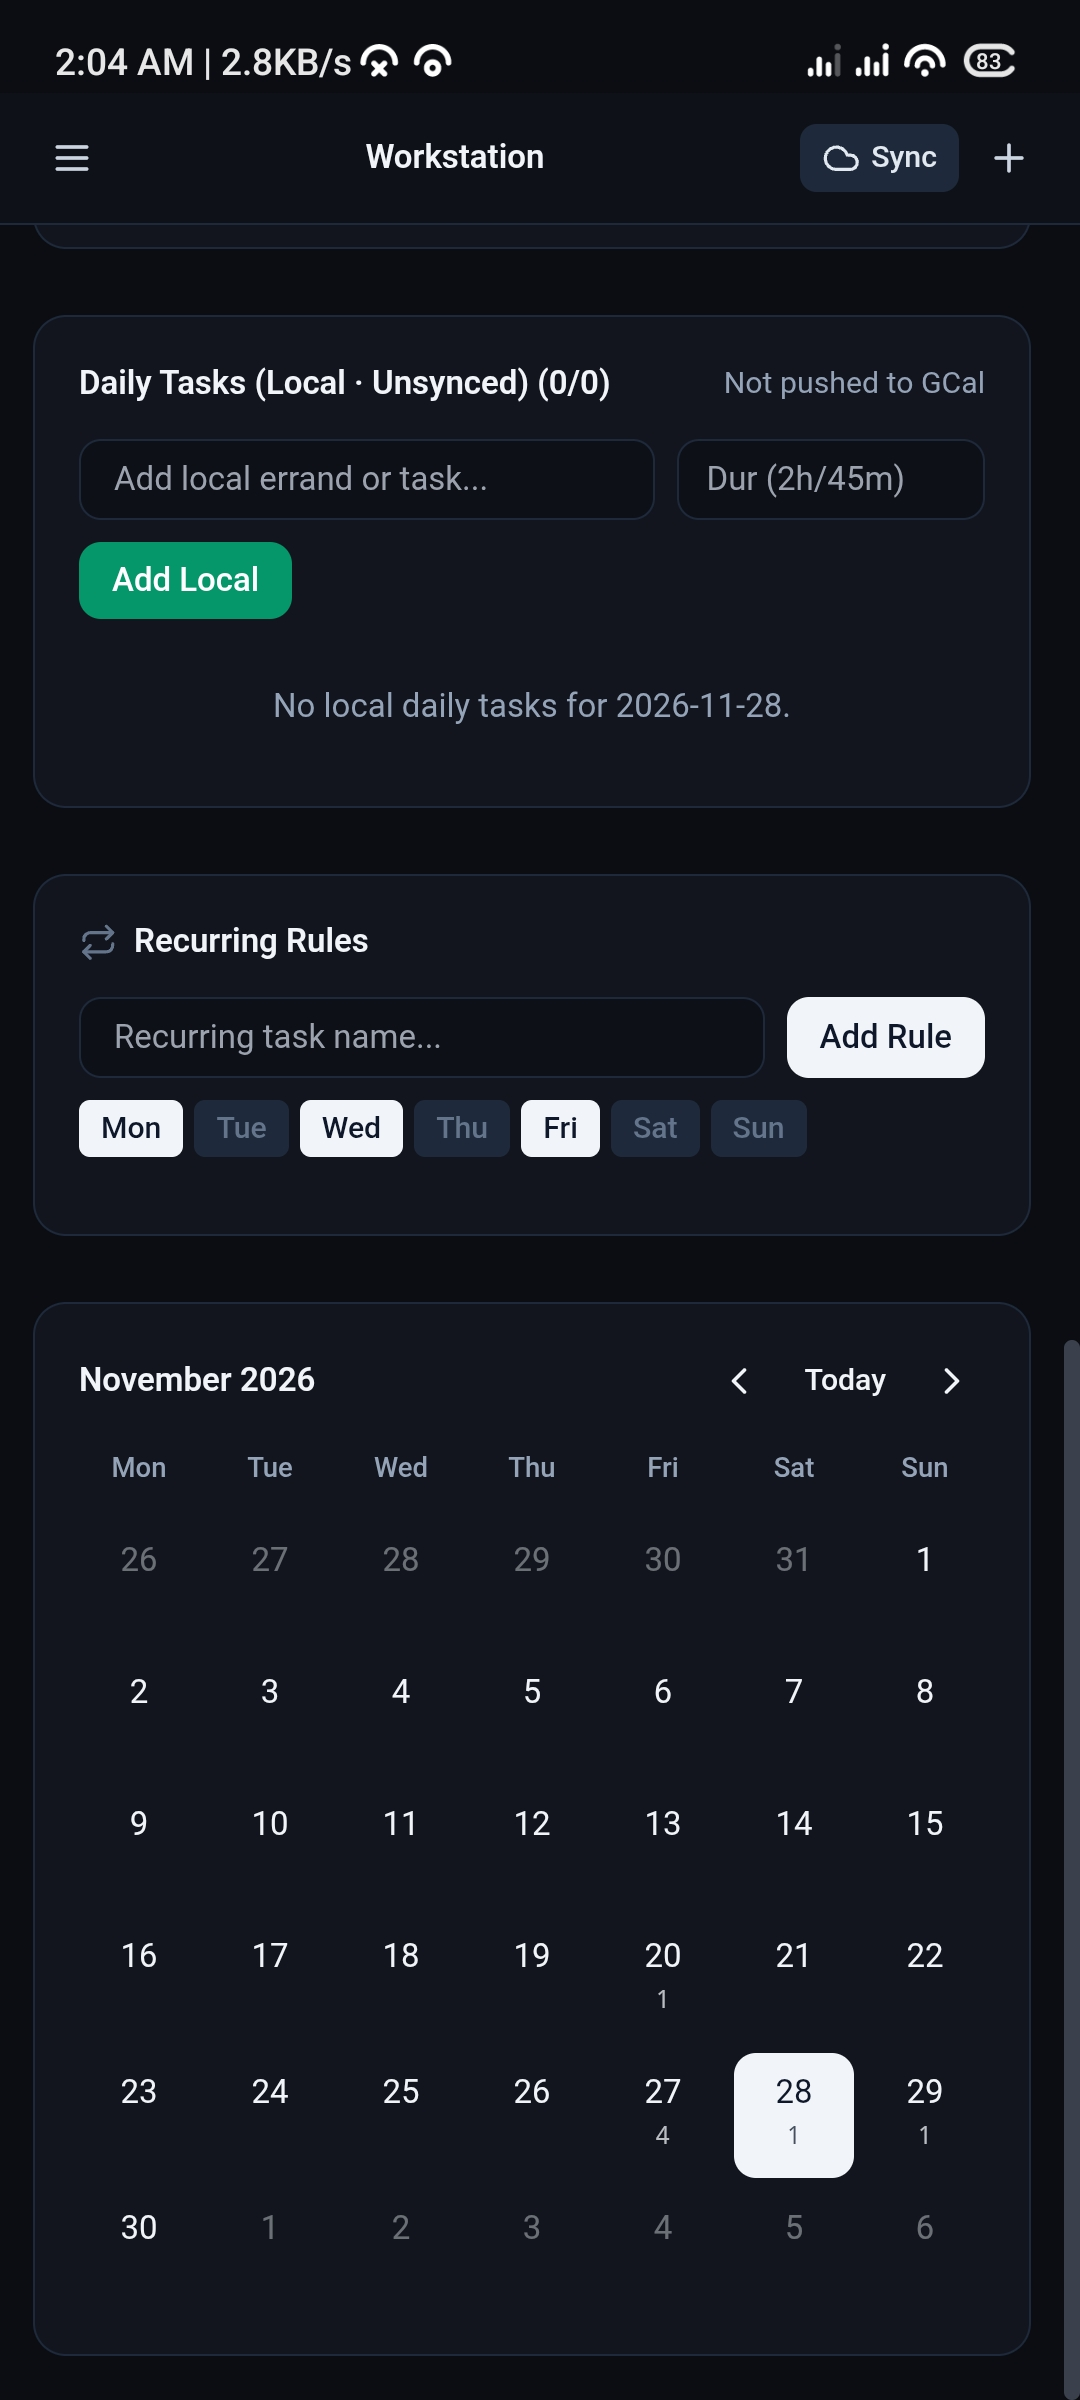 2:04 AM | 2.8KB/s 83
Workstation Sync
Daily Tasks (Local · Unsynced) (0/0) Not pushed to GCal
Add local errand or task... Dur (2h/45m)
Add Local
No local daily tasks for 2026-11-28.
Recurring Rules
Recurring task name... Add Rule
Mon Tue Wed Thu Fri Sat Sun
November 2026 Today
Mon Tue Wed Thu Fri Sat Sun
26 27 28 29 30 31 1
2 3 4 5 6 7 8
9 10 11 12 13 14 15
16 17 18 19 20 21 22
1
23 24 25 26 27 28 29
4 1 1
30 1 2 3 4 5 6